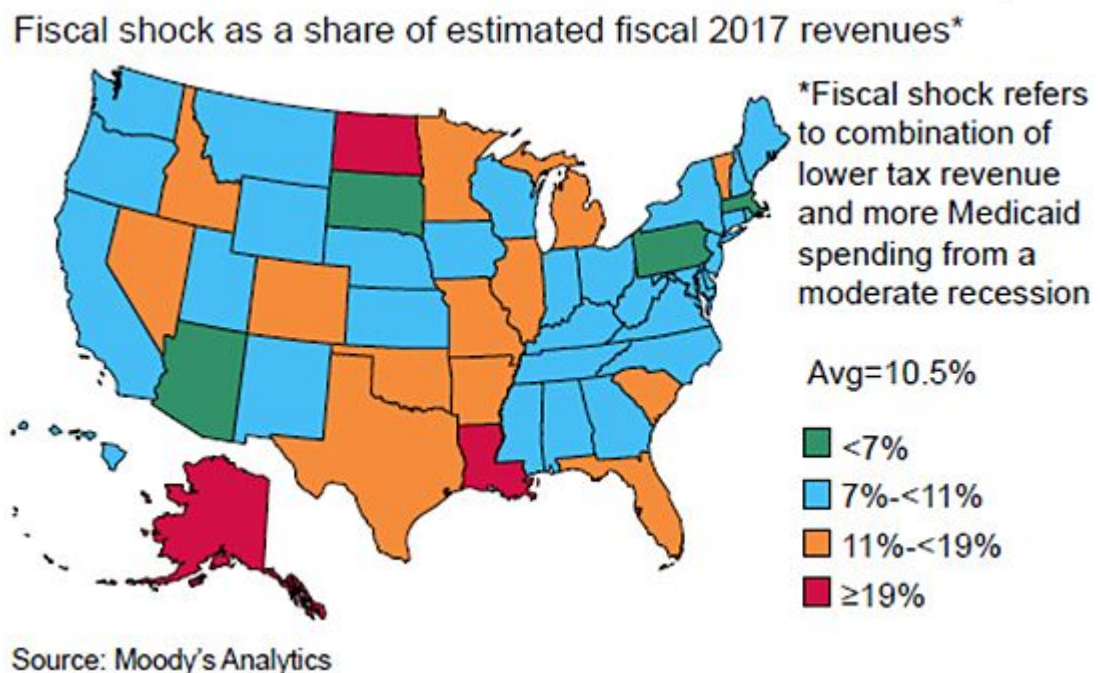 Fiscal shock as a share of estimated fiscal 2017 revenues*
*Fiscal shock refers
to combination of
lower tax revenue
and more Medicaid
spending from a
moderate recession
Avg=10.5%
<7%
7%-<11%
11%-<19%
≥19%
Source: Moody's Analytics